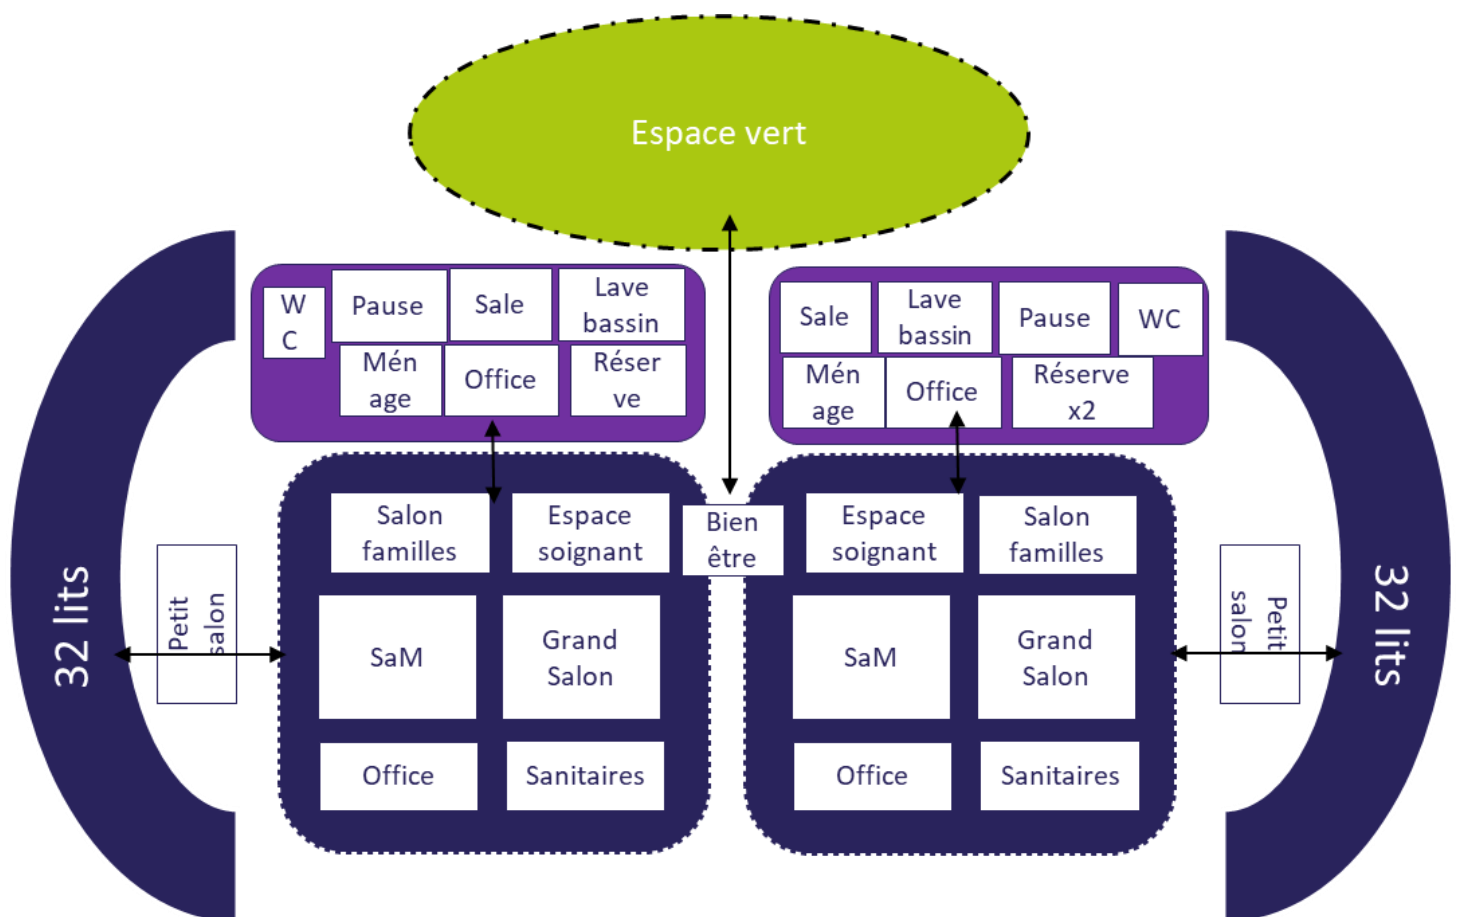 Espace vert
W
C
Pause
Sale
Lave
bassin
Mén
age
Office
Réser
ve
Sale
Lave
bassin
Pause
WC
Mén
age
Office
Réserve
x2
32 lits
Petit
salon
Salon
familles
Espace
soignant
SaM
Grand
Salon
Office
Sanitaires
Bien
être
Espace
soignant
Salon
familles
SaM
Grand
Salon
Office
Sanitaires
Petit
salon
32 lits